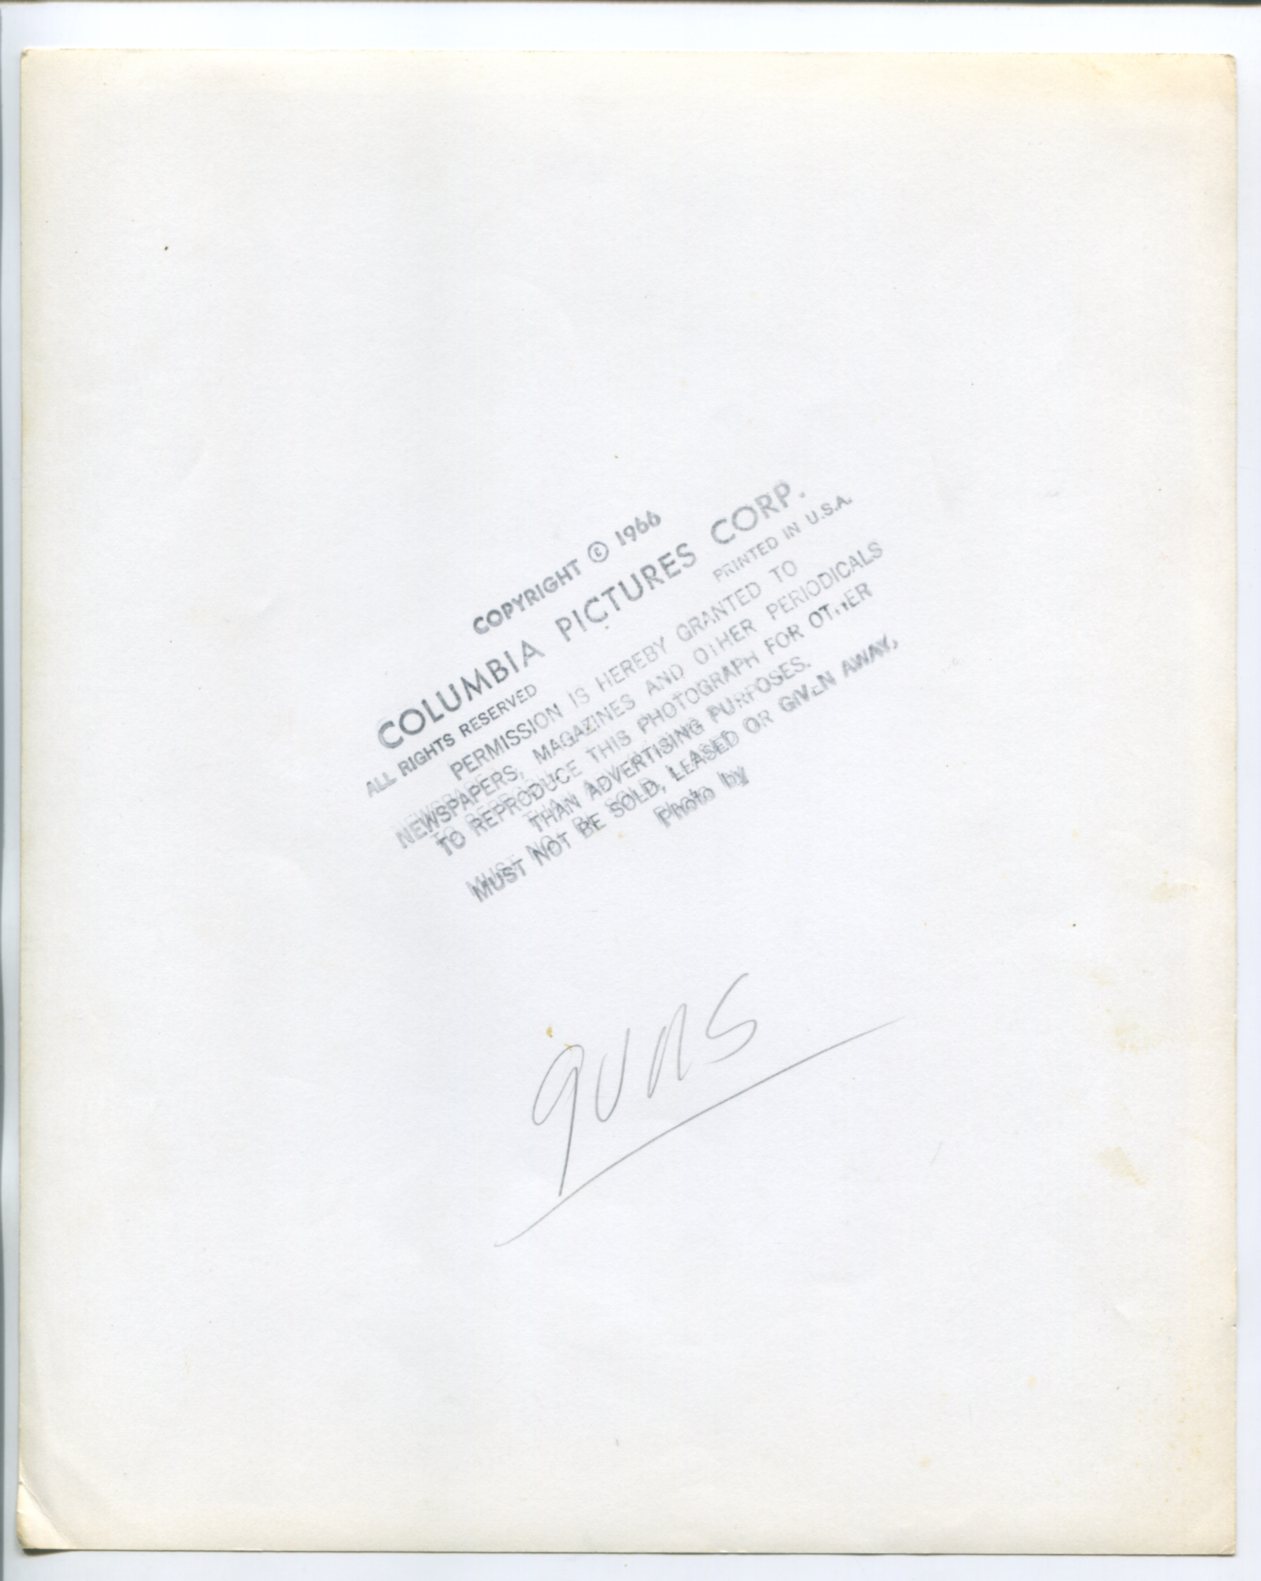 COPYRIGHT © 1966
COLUMBIA PICTURES CORP.
ALL RIGHTS RESERVED PRINTED IN U.S.A.
PERMISSION IS HEREBY GRANTED TO
NEWSPAPERS, MAGAZINES AND OTHER PERIODICALS
TO REPRODUCE THIS PHOTOGRAPH FOR OTHER
THAN ADVERTISING PURPOSES.
MUST NOT BE SOLD, LEASED OR GIVEN AWAY.
Photo by
guns